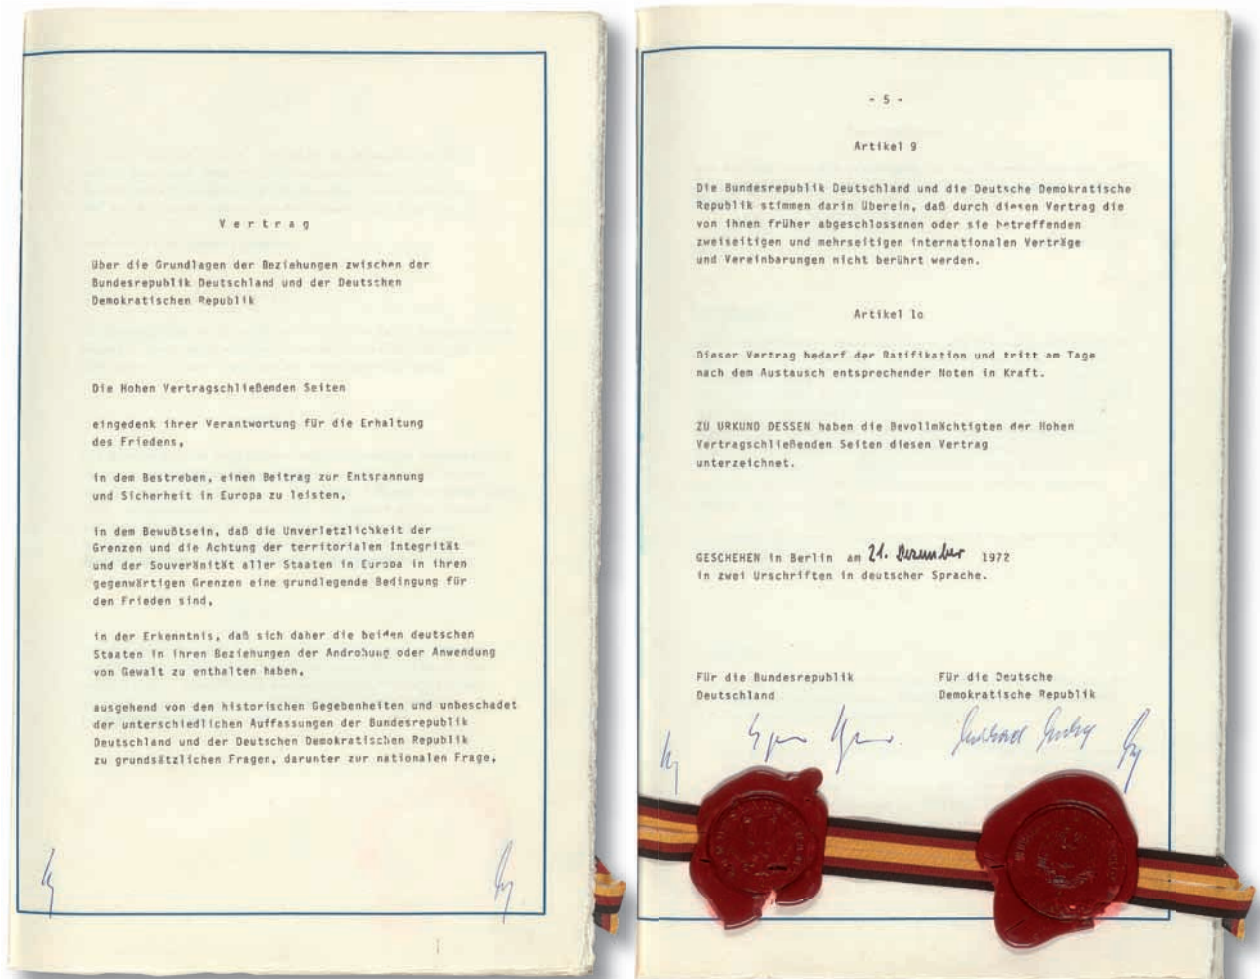 Vertrag
über die Grundlagen der Beziehungen zwischen der
Bundesrepublik Deutschland und der Deutschen
Demokratischen Republik
Die Hohen Vertragschließenden Seiten
eingedenk ihrer Verantwortung für die Erhaltung
des Friedens,
in dem Bestreben, einen Beitrag zur Entspannung
und Sicherheit in Europa zu leisten,
in dem Bewußtsein, daß die Unverletzlichkeit der
Grenzen und die Achtung der territorialen Integrität
und der Souveränität aller Staaten in Europa in ihren
gegenwärtigen Grenzen eine grundlegende Bedingung für
den Frieden sind,
in der Erkenntnis, daß sich daher die beiden deutschen
Staaten in ihren Beziehungen der Androhung oder Anwendung
von Gewalt zu enthalten haben,
ausgehend von den historischen Gegebenheiten und unbeschadet
der unterschiedlichen Auffassungen der Bundesrepublik
Deutschland und der Deutschen Demokratischen Republik
zu grundsätzlichen Fragen, darunter zur nationalen Frage,
- 5 -
Artikel 9
Die Bundesrepublik Deutschland und die Deutsche Demokratische
Republik stimmen darin überein, daß durch diesen Vertrag die
von ihnen früher abgeschlossenen oder sie betreffenden
zweiseitigen und mehrseitigen internationalen Verträge
und Vereinbarungen nicht berührt werden.
Artikel 1o
Dieser Vertrag bedarf der Ratifikation und tritt am Tage
nach dem Austausch entsprechender Noten in Kraft.
ZU URKUND DESSEN haben die Bevollmächtigten der Hohen
Vertragschließenden Seiten diesen Vertrag
unterzeichnet.
GESCHEHEN in Berlin am 21. Dezember 1972
in zwei Urschriften in deutscher Sprache.
Für die Bundesrepublik
Deutschland
Für die Deutsche
Demokratische Republik